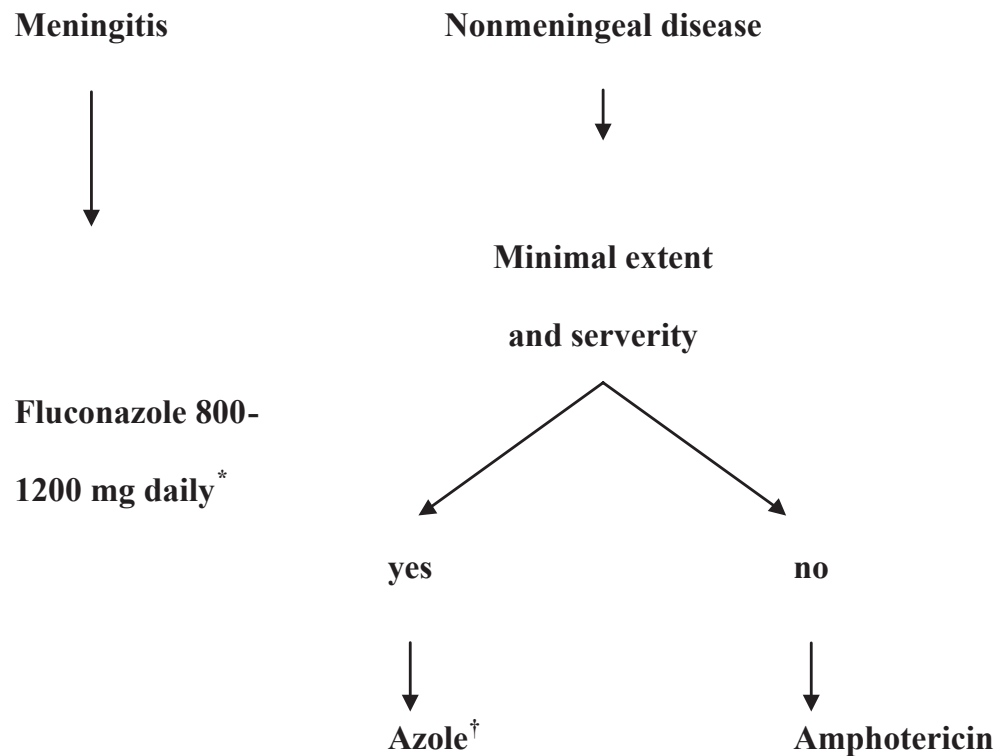 Meningitis
Nonmeningeal disease
Minimal extent
and serverity
Fluconazole 800-
1200 mg daily*
yes
no
Azole†
Amphotericin